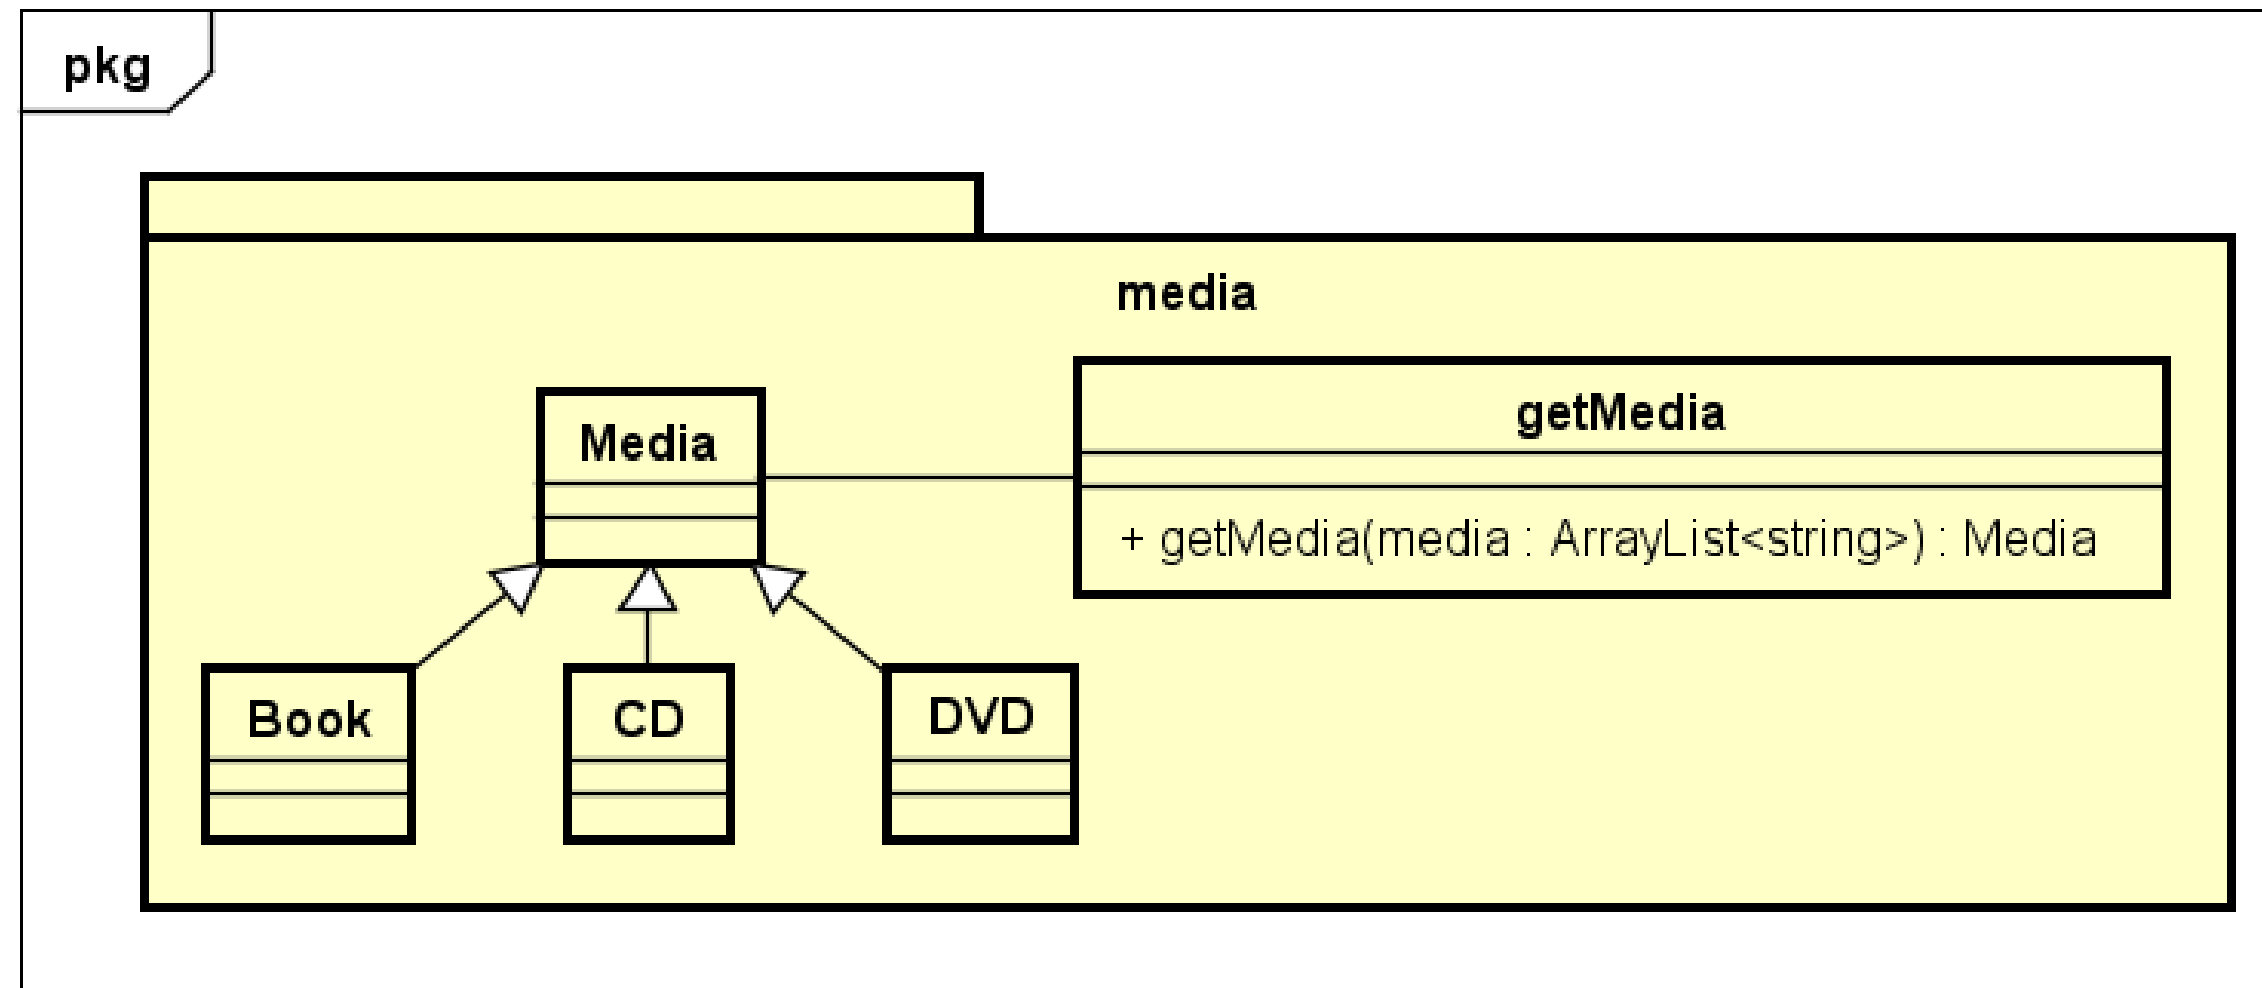 pkg
media
Media
getMedia
+ getMedia(media : ArrayList<string>) : Media
Book
CD
DVD